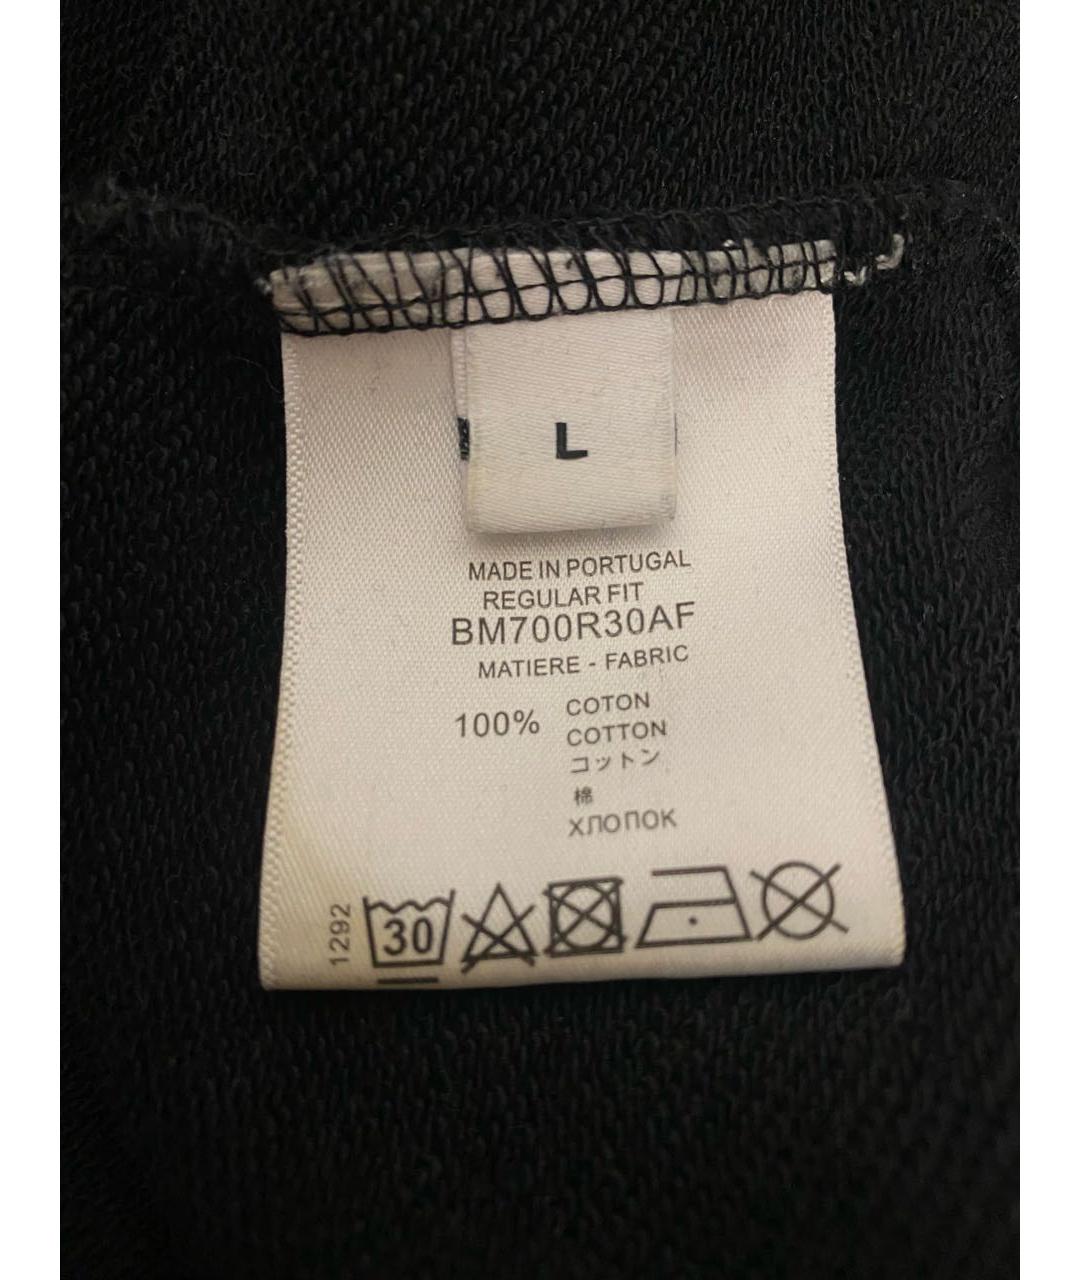 L
MADE IN PORTUGAL
REGULAR FIT
BM700R30AF
MATIERE - FABRIC
100%
COTON
COTTON
コットン
棉
ХЛОПОК
1292
30